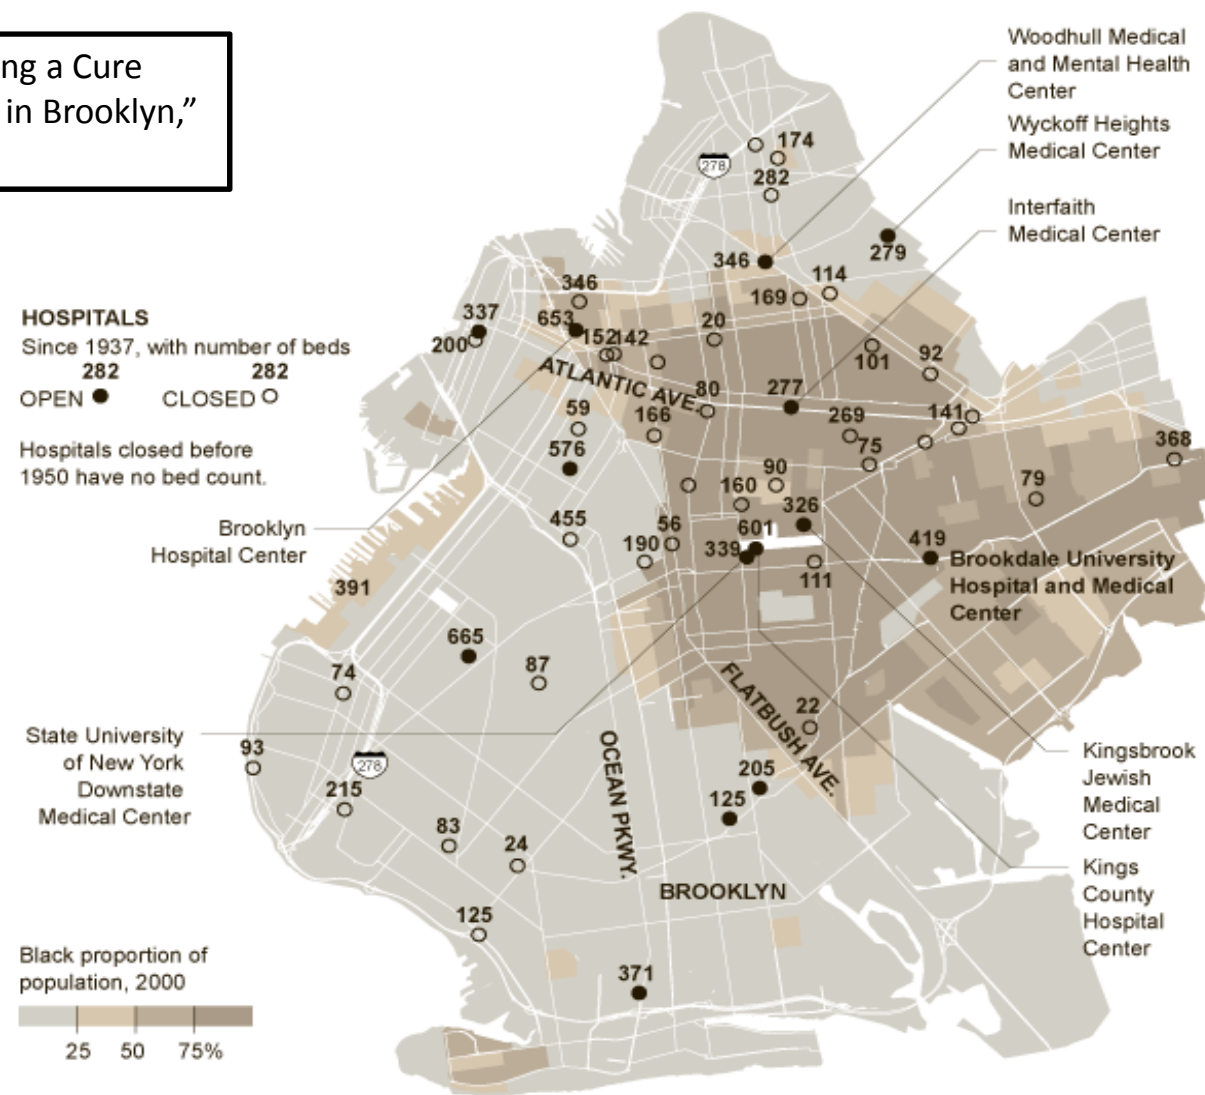 ng a Cure
in Brooklyn,”
HOSPITALS
Since 1937, with number of beds
282 282
OPEN CLOSED
Hospitals closed before
1950 have no bed count.
Woodhull Medical
and Mental Health
Center
Wyckoff Heights
Medical Center
Interfaith
Medical Center
Brooklyn
Hospital Center
Brookdale University
Hospital and Medical
Center
State University
of New York
Downstate
Medical Center
Kingsbrook
Jewish
Medical
Center
Kings
County
Hospital
Center
278
174
282
279
346
114
169
346
337
653
200
152
142
20
101
92
ATLANTIC AVE.
80
277
59
166
269
141
576
75
368
90
79
160
326
455
56
601
190
339
419
111
391
665
87
74
FLATBUSH AVE.
22
93
278
OCEAN PKWY.
205
215
125
83
24
BROOKLYN
125
371
Black proportion of
population, 2000
25 50 75%